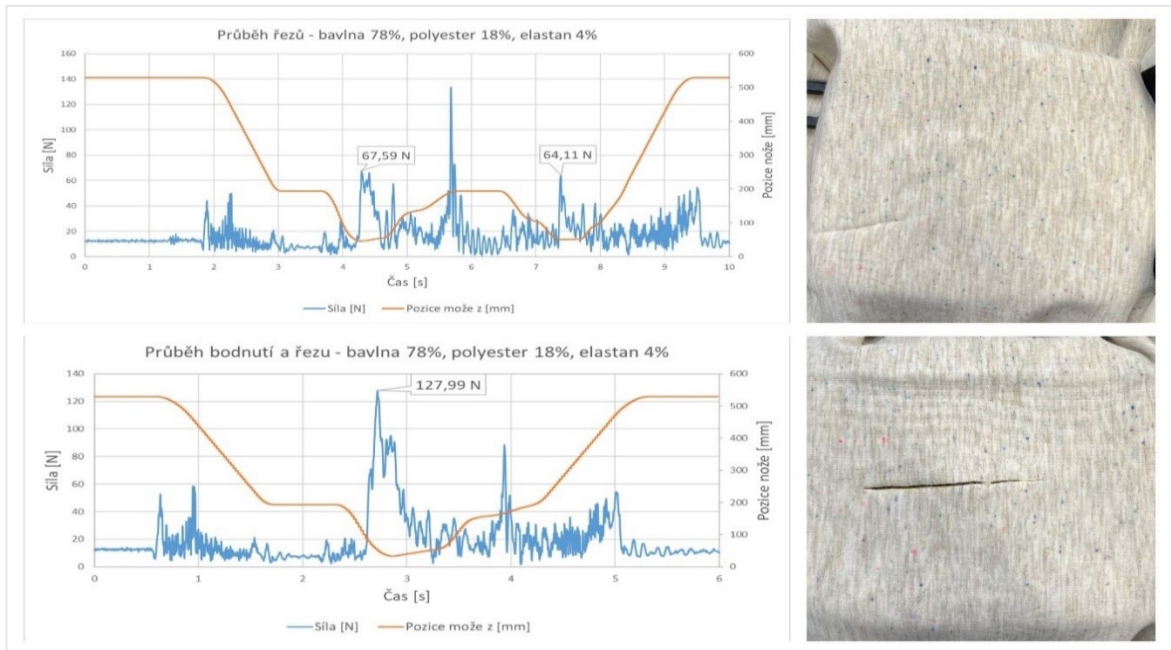 Průběh řezů - bavlna 78%, polyester 18%, elastan 4%
160
140
120
100
80
60
40
20
0
Síla [N]
67,59 N
64,11 N
600
500
400
300
200
100
0
Pozice nože [mm]
0 1 2 3 4 5 6 7 8 9 10
Čas [s]
Síla [N] Pozice može z [mm]
Průběh bodnutí a řezu - bavlna 78%, polyester 18%, elastan 4%
140
120
100
80
60
40
20
0
Síla [N]
127,99 N
600
500
400
300
200
100
0
Pozice nože [mm]
0 1 2 3 4 5 6
Čas [s]
Síla [N] Pozice može z [mm]